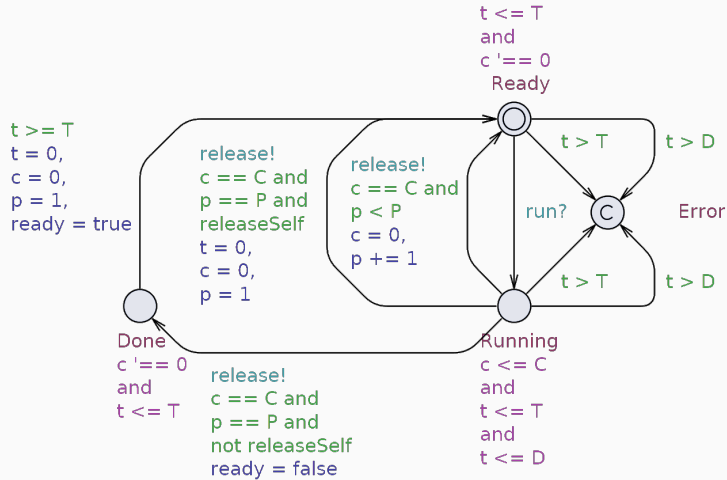 t <= T
and
c '== 0
Ready
t >= T
t = 0,
c = 0,
p = 1,
ready = true
release!
c == C and
p == P and
releaseSelf
t = 0,
c = 0,
p = 1
release!
c == C and
p < P
c = 0,
p += 1
t > T
t > D
run?
C
Error
t > T
t > D
Done
c '== 0
and
t <= T
release!
c == C and
p == P and
not releaseSelf
ready = false
Running
c <= C
and
t <= T
and
t <= D